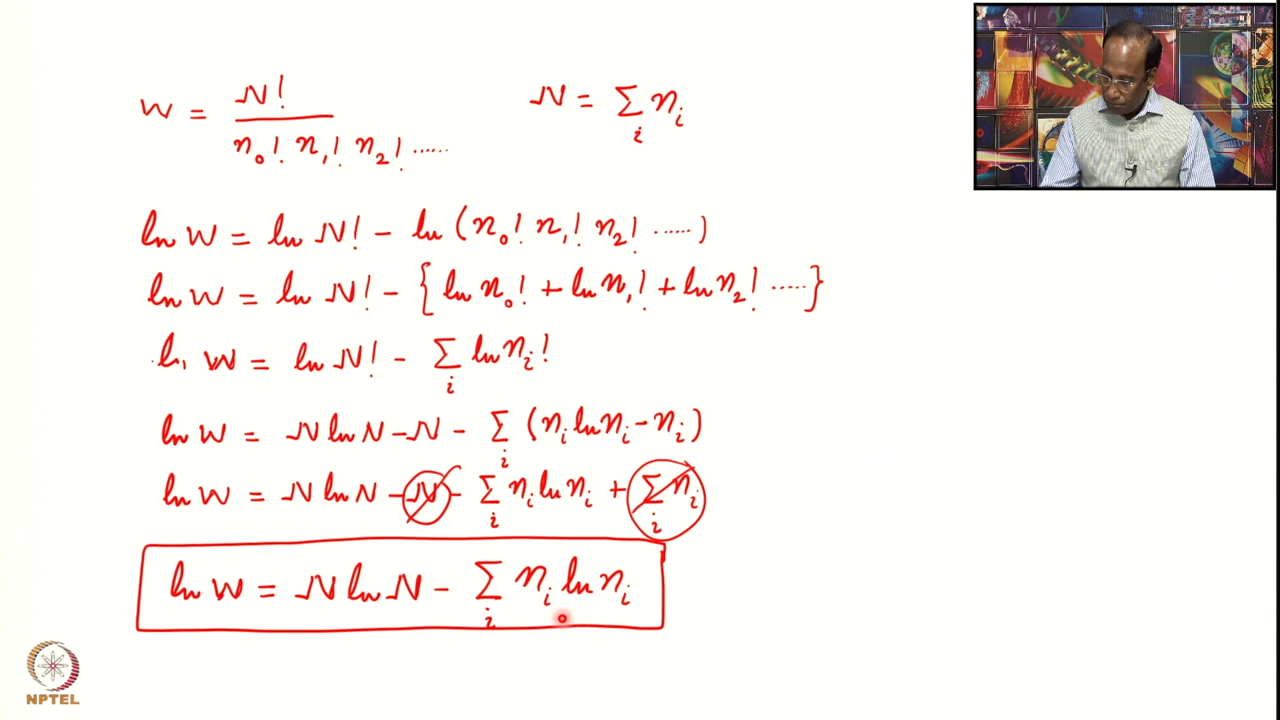 W = N! / n₀! n₁! n₂! ......     N = Σᵢ nᵢ
ln W = ln N! − ln (n₀! n₁! n₂! ......)
ln W = ln N! − { ln n₀! + ln n₁! + ln n₂! ..... }
ln W = ln N! − Σᵢ ln nᵢ!
ln W = N ln N − N − Σᵢ (nᵢ ln nᵢ − nᵢ)
ln W = N ln N − N − Σᵢ nᵢ ln nᵢ + Σᵢ nᵢ
ln W = N ln N − Σᵢ nᵢ ln nᵢ
NPTEL